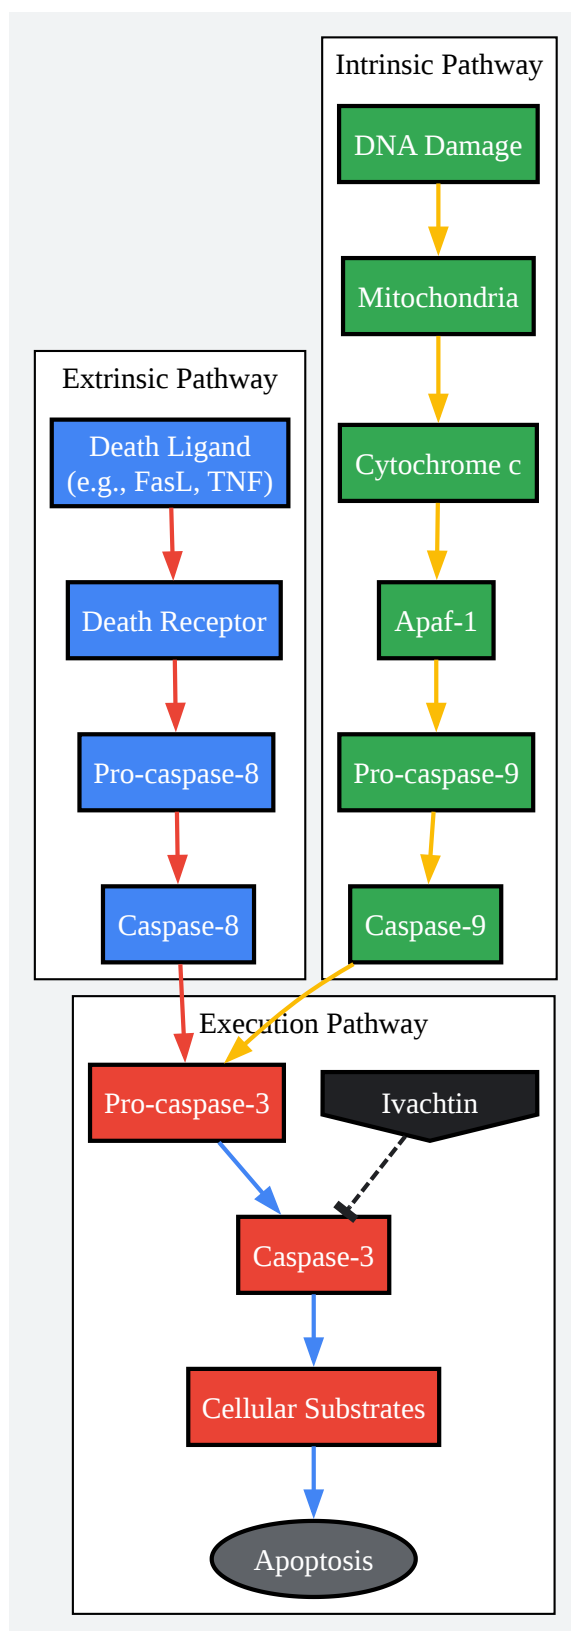 Intrinsic Pathway
DNA Damage
Mitochondria
Cytochrome c
Apaf-1
Pro-caspase-9
Caspase-9
Extrinsic Pathway
Death Ligand
(e.g., FasL, TNF)
Death Receptor
Pro-caspase-8
Caspase-8
Execution Pathway
Pro-caspase-3
Ivachtin
Caspase-3
Cellular Substrates
Apoptosis